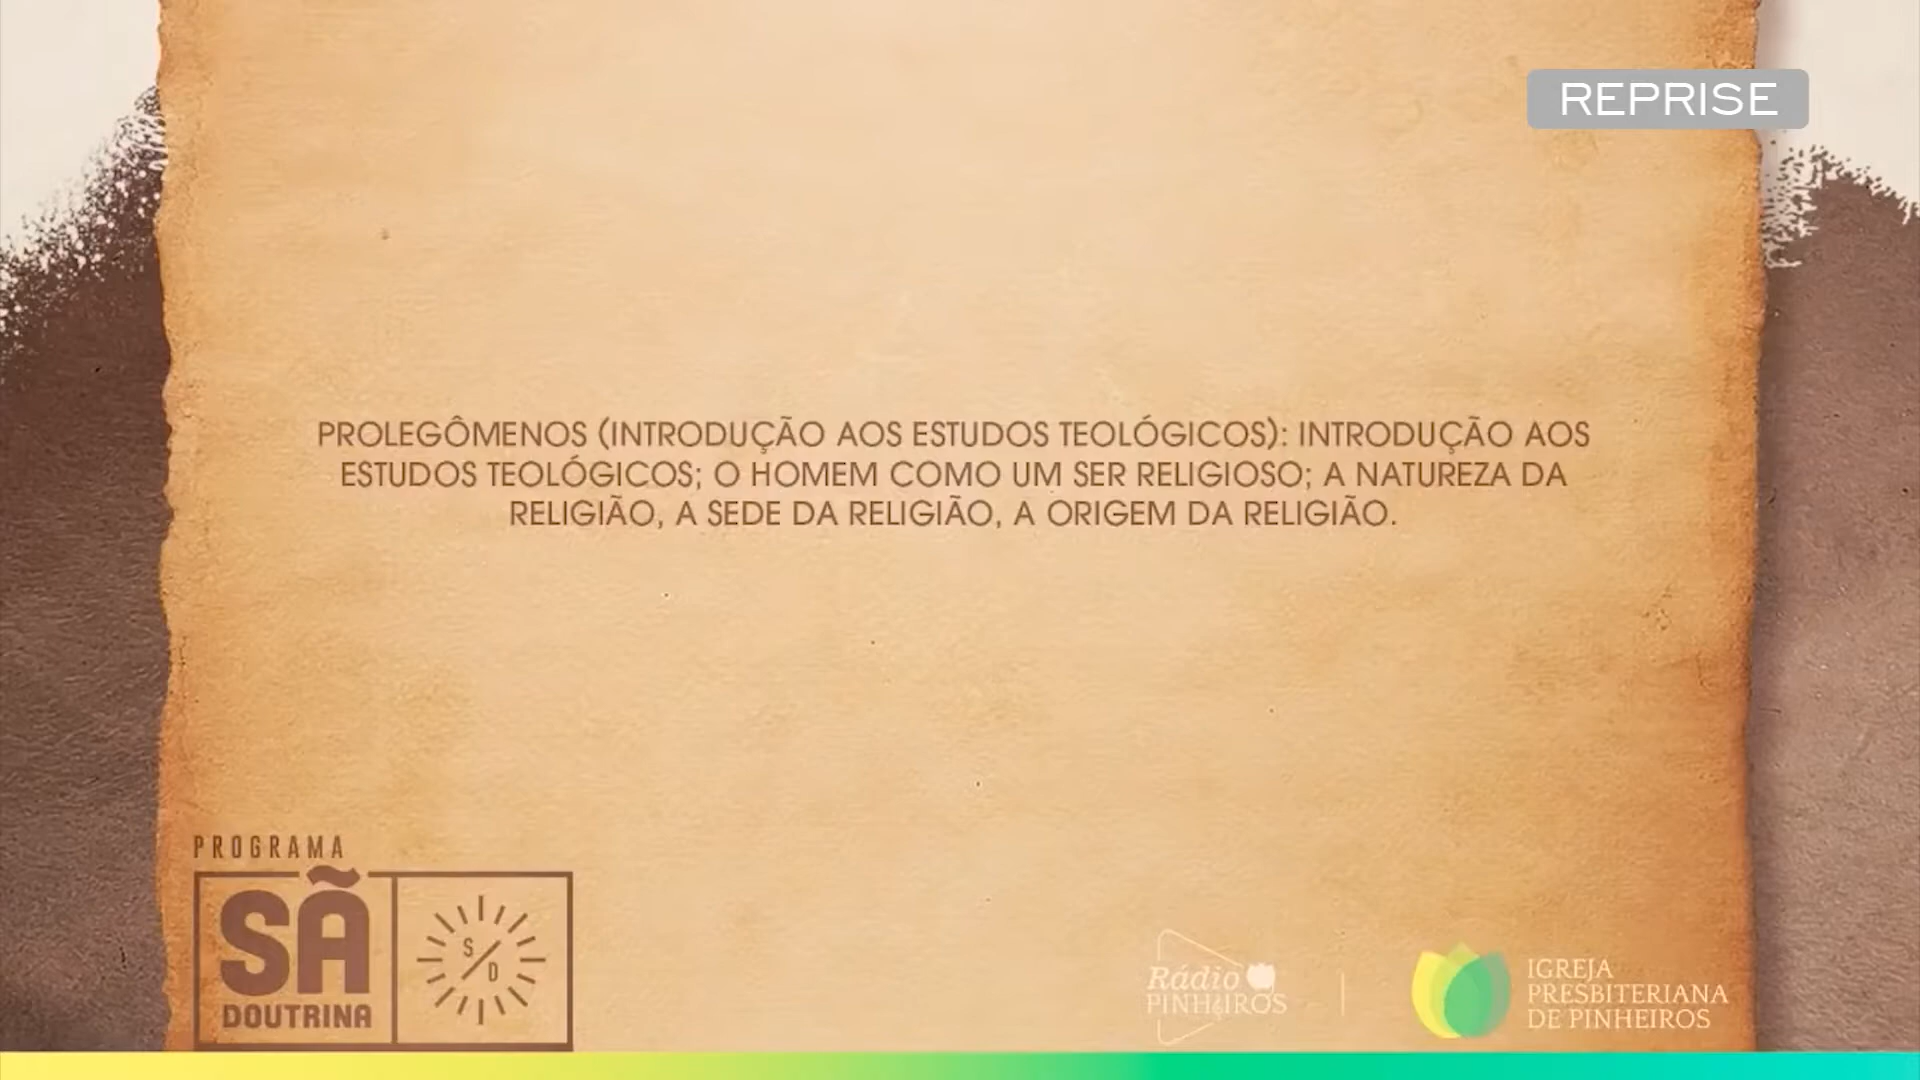 REPRISE
PROLEGÔMENOS (INTRODUÇÃO AOS ESTUDOS TEOLÓGICOS): INTRODUÇÃO AOS
ESTUDOS TEOLÓGICOS; O HOMEM COMO UM SER RELIGIOSO; A NATUREZA DA
RELIGIÃO, A SEDE DA RELIGIÃO, A ORIGEM DA RELIGIÃO.
PROGRAMA
SÃ
DOUTRINA
S/D
Rádio
PINHEIROS
IGREJA
PRESBITERIANA
DE PINHEIROS